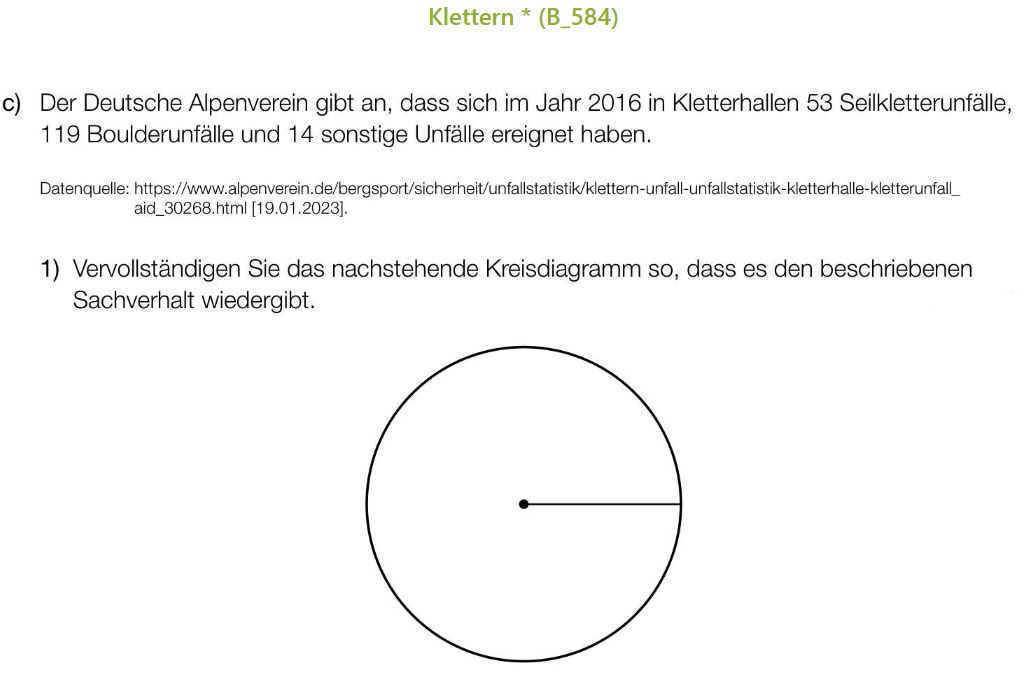 Klettern * (B_584)
c) Der Deutsche Alpenverein gibt an, dass sich im Jahr 2016 in Kletterhallen 53 Seilkletterunfälle,
119 Boulderunfälle und 14 sonstige Unfälle ereignet haben.
Datenquelle: https://www.alpenverein.de/bergsport/sicherheit/unfallstatistik/klettern-unfall-unfallstatistik-kletterhalle-kletterunfall_
aid_30268.html [19.01.2023].
1) Vervollständigen Sie das nachstehende Kreisdiagramm so, dass es den beschriebenen
Sachverhalt wiedergibt.